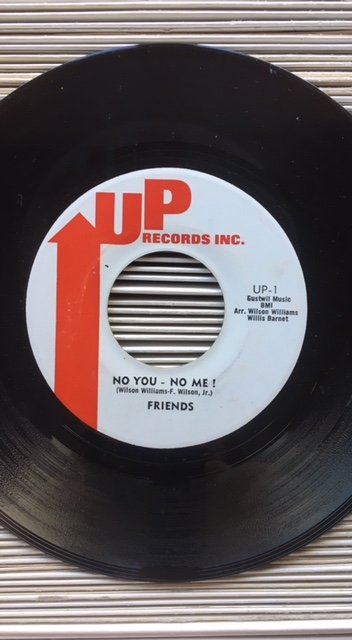 UP
RECORDS INC.
UP-1
Gustwil Music
BMI
Arr. Wilson Williams
Willis Barnet
NO YOU - NO ME !
(Wilson Williams-F. Wilson, Jr.)
FRIENDS